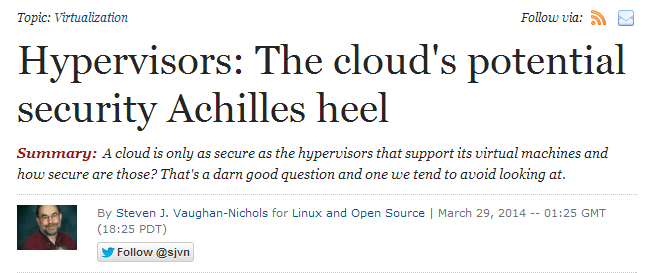 Topic: Virtualization
Follow via:
Hypervisors: The cloud's potential
security Achilles heel
Summary: A cloud is only as secure as the hypervisors that support its virtual machines and
how secure are those? That's a darn good question and one we tend to avoid looking at.
By Steven J. Vaughan-Nichols for Linux and Open Source | March 29, 2014 -- 01:25 GMT
(18:25 PDT)
Follow @sjvn